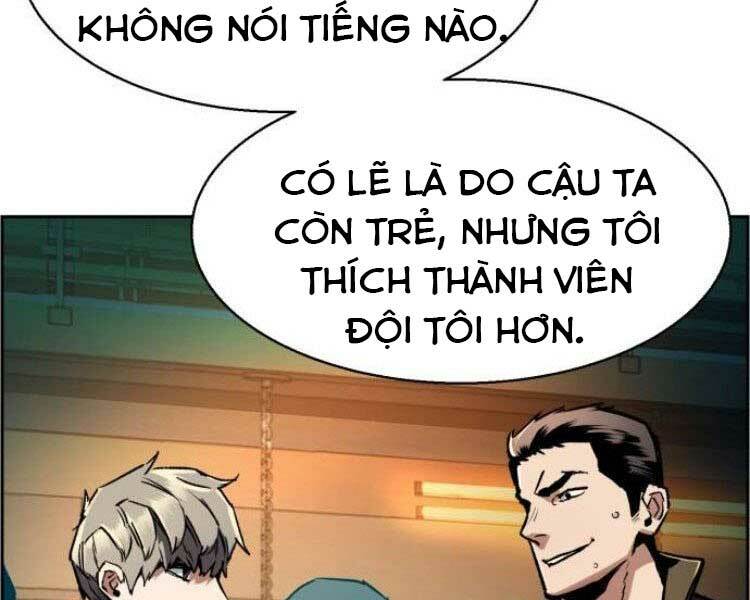 KHÔNG NÓI TIẾNG NÀO.
CÓ LẼ LÀ DO CẬU TA
CÒN TRẺ, NHƯNG TÔI
THÍCH THÀNH VIÊN
ĐỘI TÔI HƠN.